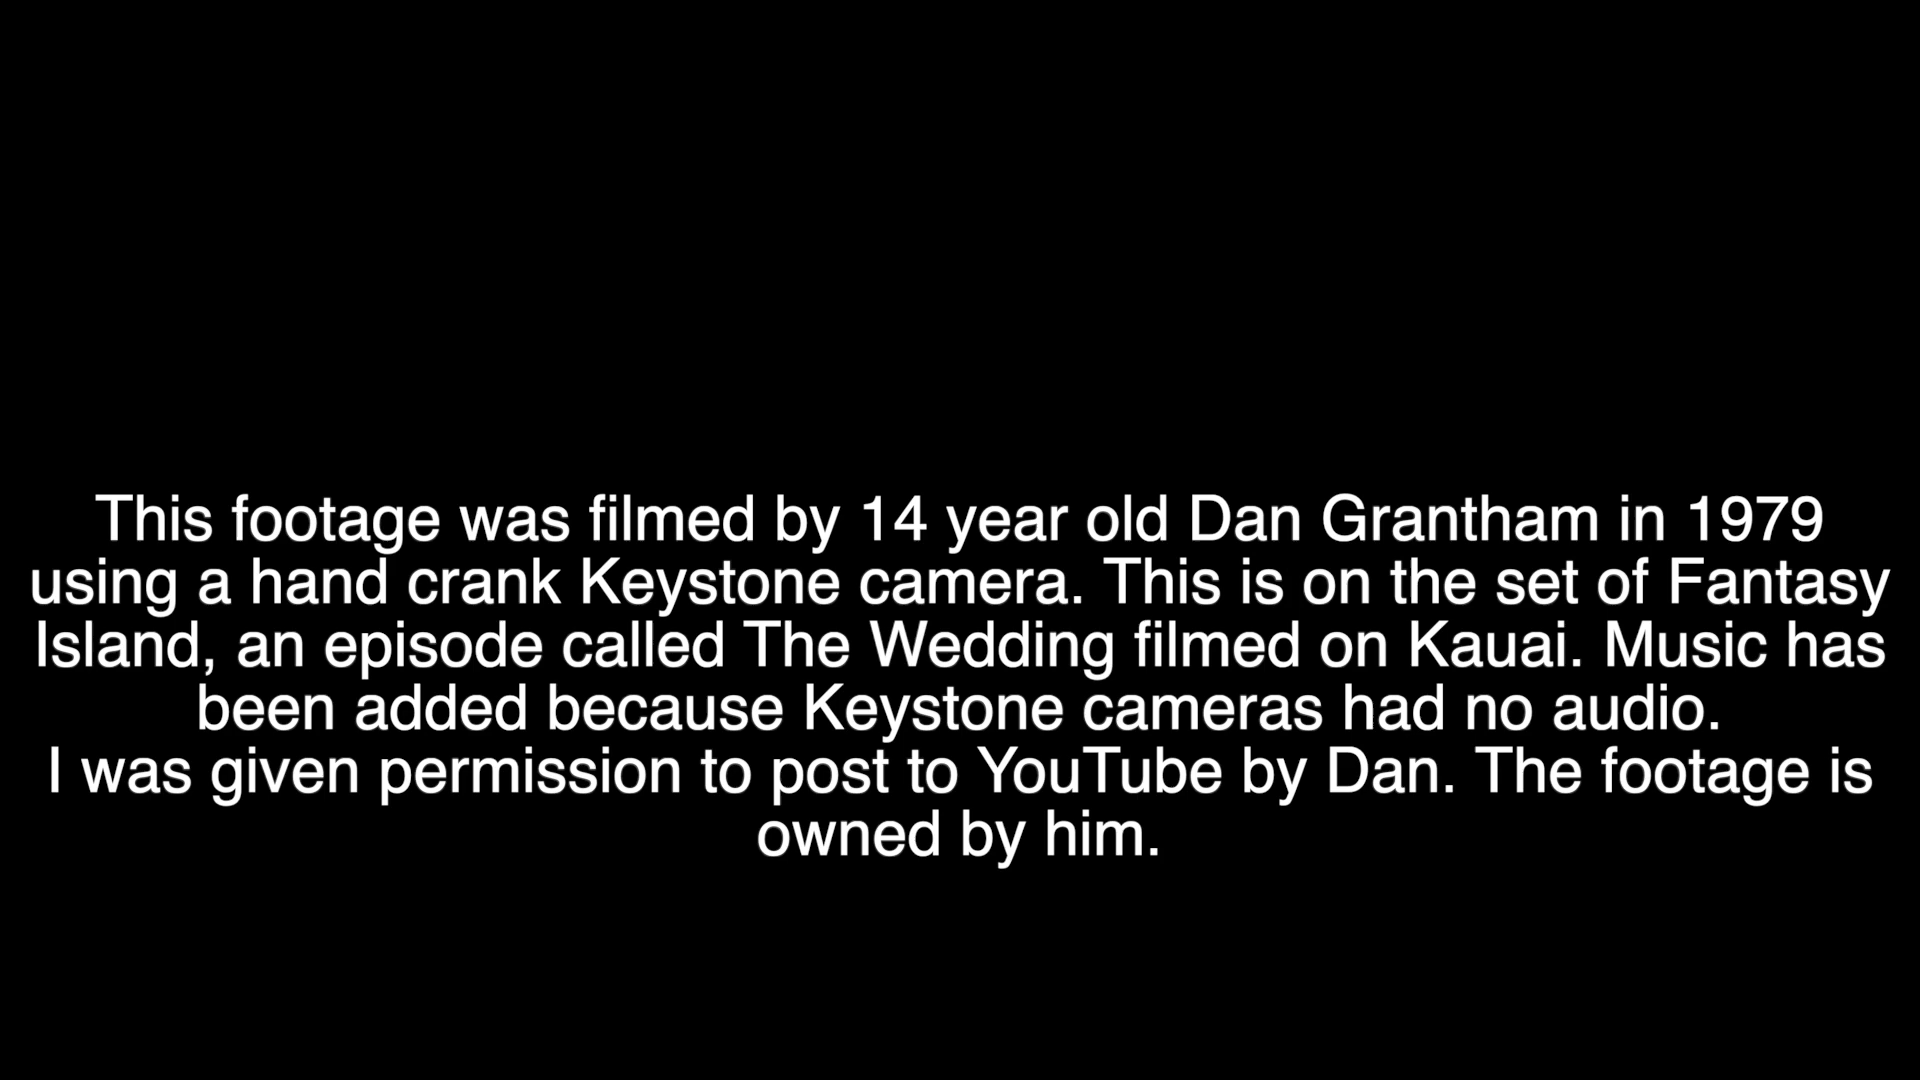 This footage was filmed by 14 year old Dan Grantham in 1979
using a hand crank Keystone camera. This is on the set of Fantasy
Island, an episode called The Wedding filmed on Kauai. Music has
been added because Keystone cameras had no audio.
I was given permission to post to YouTube by Dan. The footage is
owned by him.